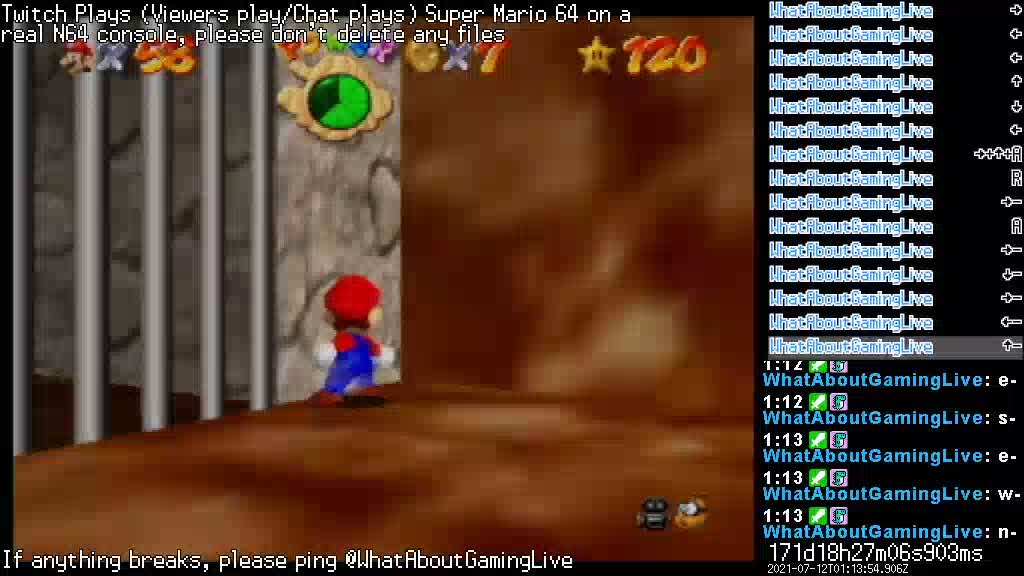 Twitch Plays (Viewers play/Chat plays) Super Mario 64 on a
real N64 console, please don't delete any files
58 7 120
WhatAboutGamingLive →
WhatAboutGamingLive ←
WhatAboutGamingLive ←
WhatAboutGamingLive ↑
WhatAboutGamingLive ↓
WhatAboutGamingLive ←
WhatAboutGamingLive →+↑↑A
WhatAboutGamingLive R
WhatAboutGamingLive →-
WhatAboutGamingLive A
WhatAboutGamingLive →-
WhatAboutGamingLive ↓-
WhatAboutGamingLive →-
WhatAboutGamingLive ←-
WhatAboutGamingLive ↑-
1:12
WhatAboutGamingLive: e-
1:12
WhatAboutGamingLive: s-
1:13
WhatAboutGamingLive: e-
1:13
WhatAboutGamingLive: w-
1:13
WhatAboutGamingLive: n-
171d18h27m06s903ms
2021-07-12T01:13:54.906Z
If anything breaks, please ping @WhatAboutGamingLive